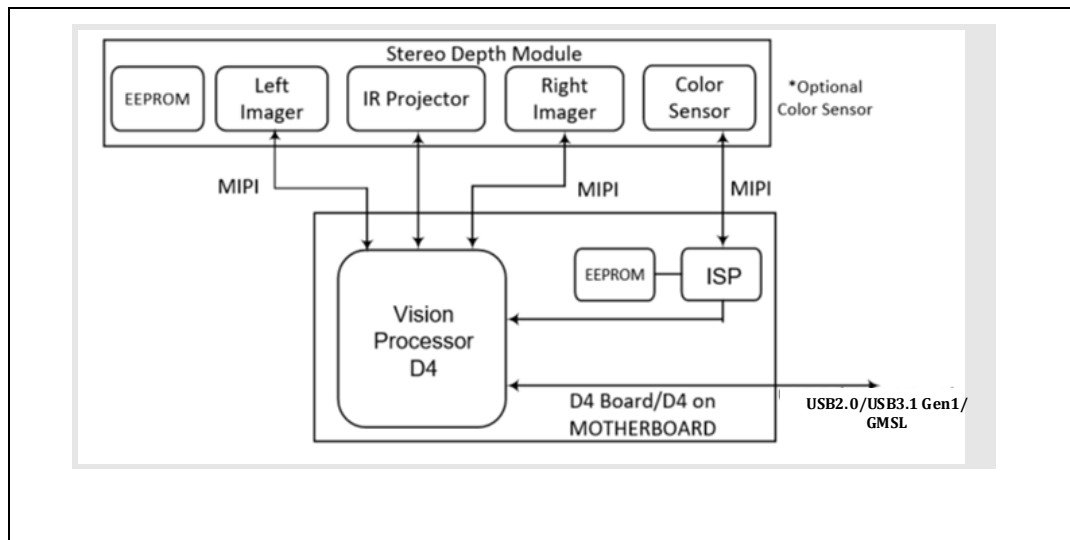 Stereo Depth Module
EEPROM
Left
Imager
IR Projector
Right
Imager
Color
Sensor
*Optional
Color Sensor
MIPI
MIPI
MIPI
EEPROM
ISP
Vision
Processor
D4
D4 Board/D4 on
MOTHERBOARD
USB2.0/USB3.1 Gen1/
GMSL